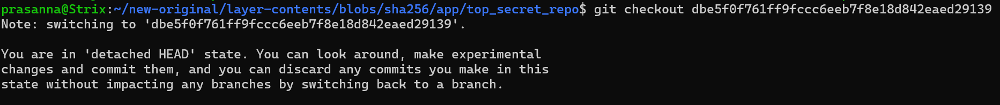 prasanna@Strix:~/new-original/layer-contents/blobs/sha256/app/top_secret_repo$ git checkout dbe5f0f761ff9fccc6eeb7f8e18d842eaed29139
Note: switching to 'dbe5f0f761ff9fccc6eeb7f8e18d842eaed29139'.
You are in 'detached HEAD' state. You can look around, make experimental
changes and commit them, and you can discard any commits you make in this
state without impacting any branches by switching back to a branch.